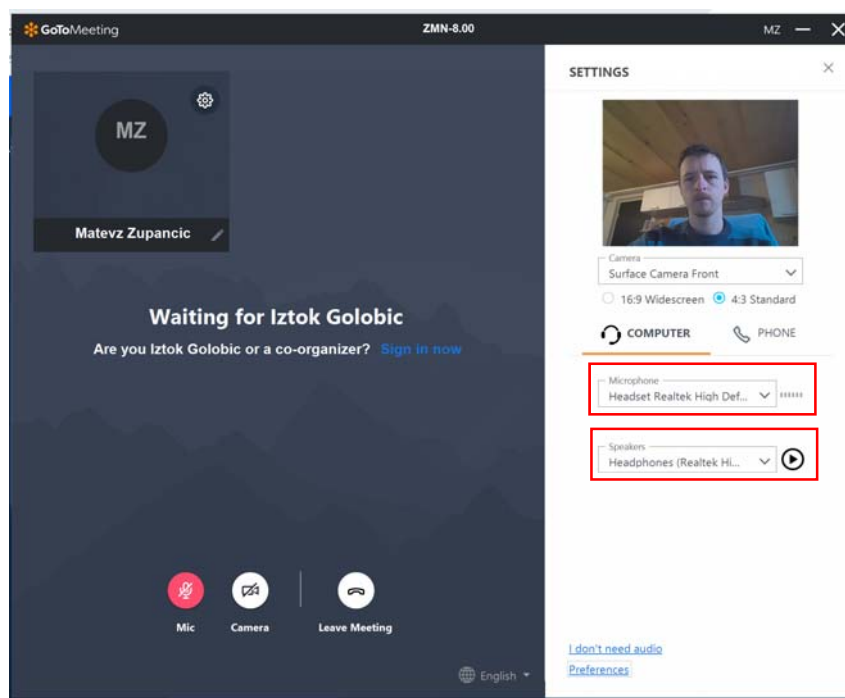 GoToMeeting
ZMN-8.00
MZ
MZ
Matevz Zupancic
Waiting for Iztok Golobic
Are you Iztok Golobic or a co-organizer? Sign in now
Mic Camera Leave Meeting
English
SETTINGS
Camera
Surface Camera Front
16:9 Widescreen 4:3 Standard
COMPUTER PHONE
Microphone
Headset Realtek High Def...
Speakers
Headphones (Realtek Hi...
I don't need audio
Preferences